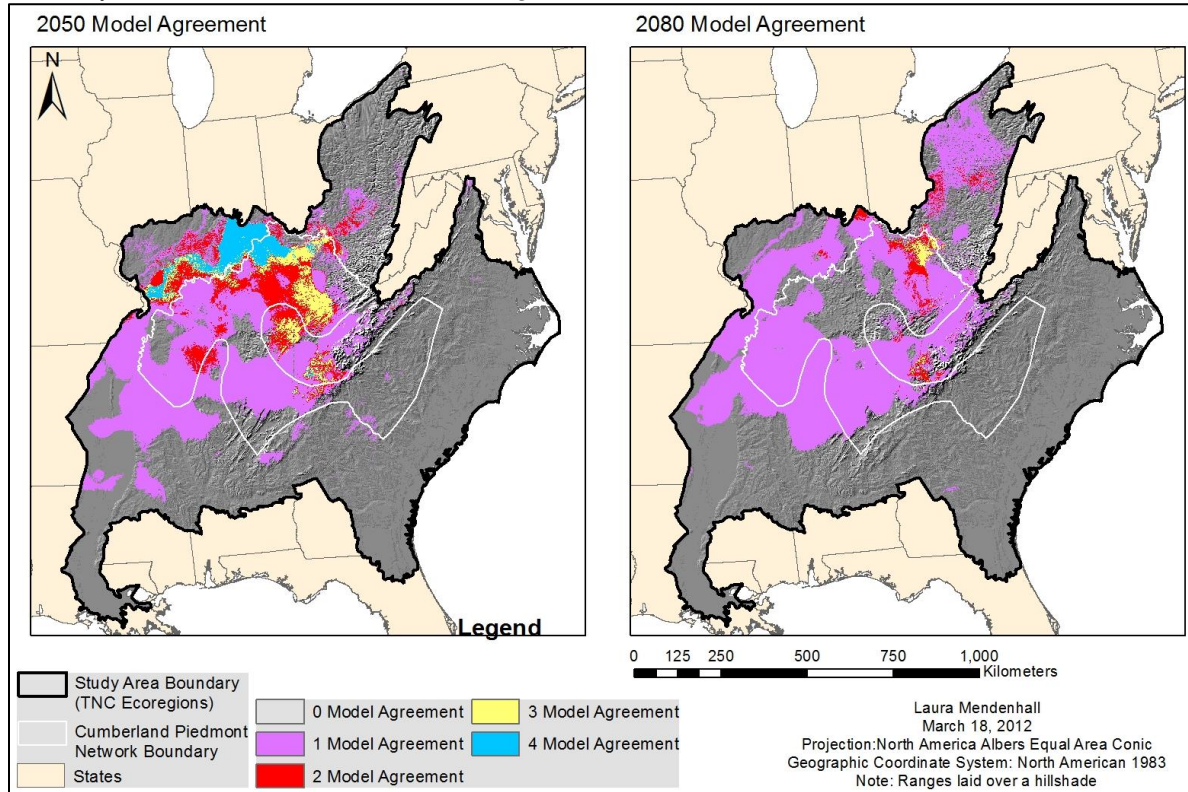 2050 Model Agreement
2080 Model Agreement
N
Legend
Study Area Boundary
(TNC Ecoregions)
Cumberland Piedmont
Network Boundary
States
0 Model Agreement
1 Model Agreement
2 Model Agreement
3 Model Agreement
4 Model Agreement
0 125 250 500 750 1,000
Kilometers
Laura Mendenhall
March 18, 2012
Projection:North America Albers Equal Area Conic
Geographic Coordinate System: North American 1983
Note: Ranges laid over a hillshade